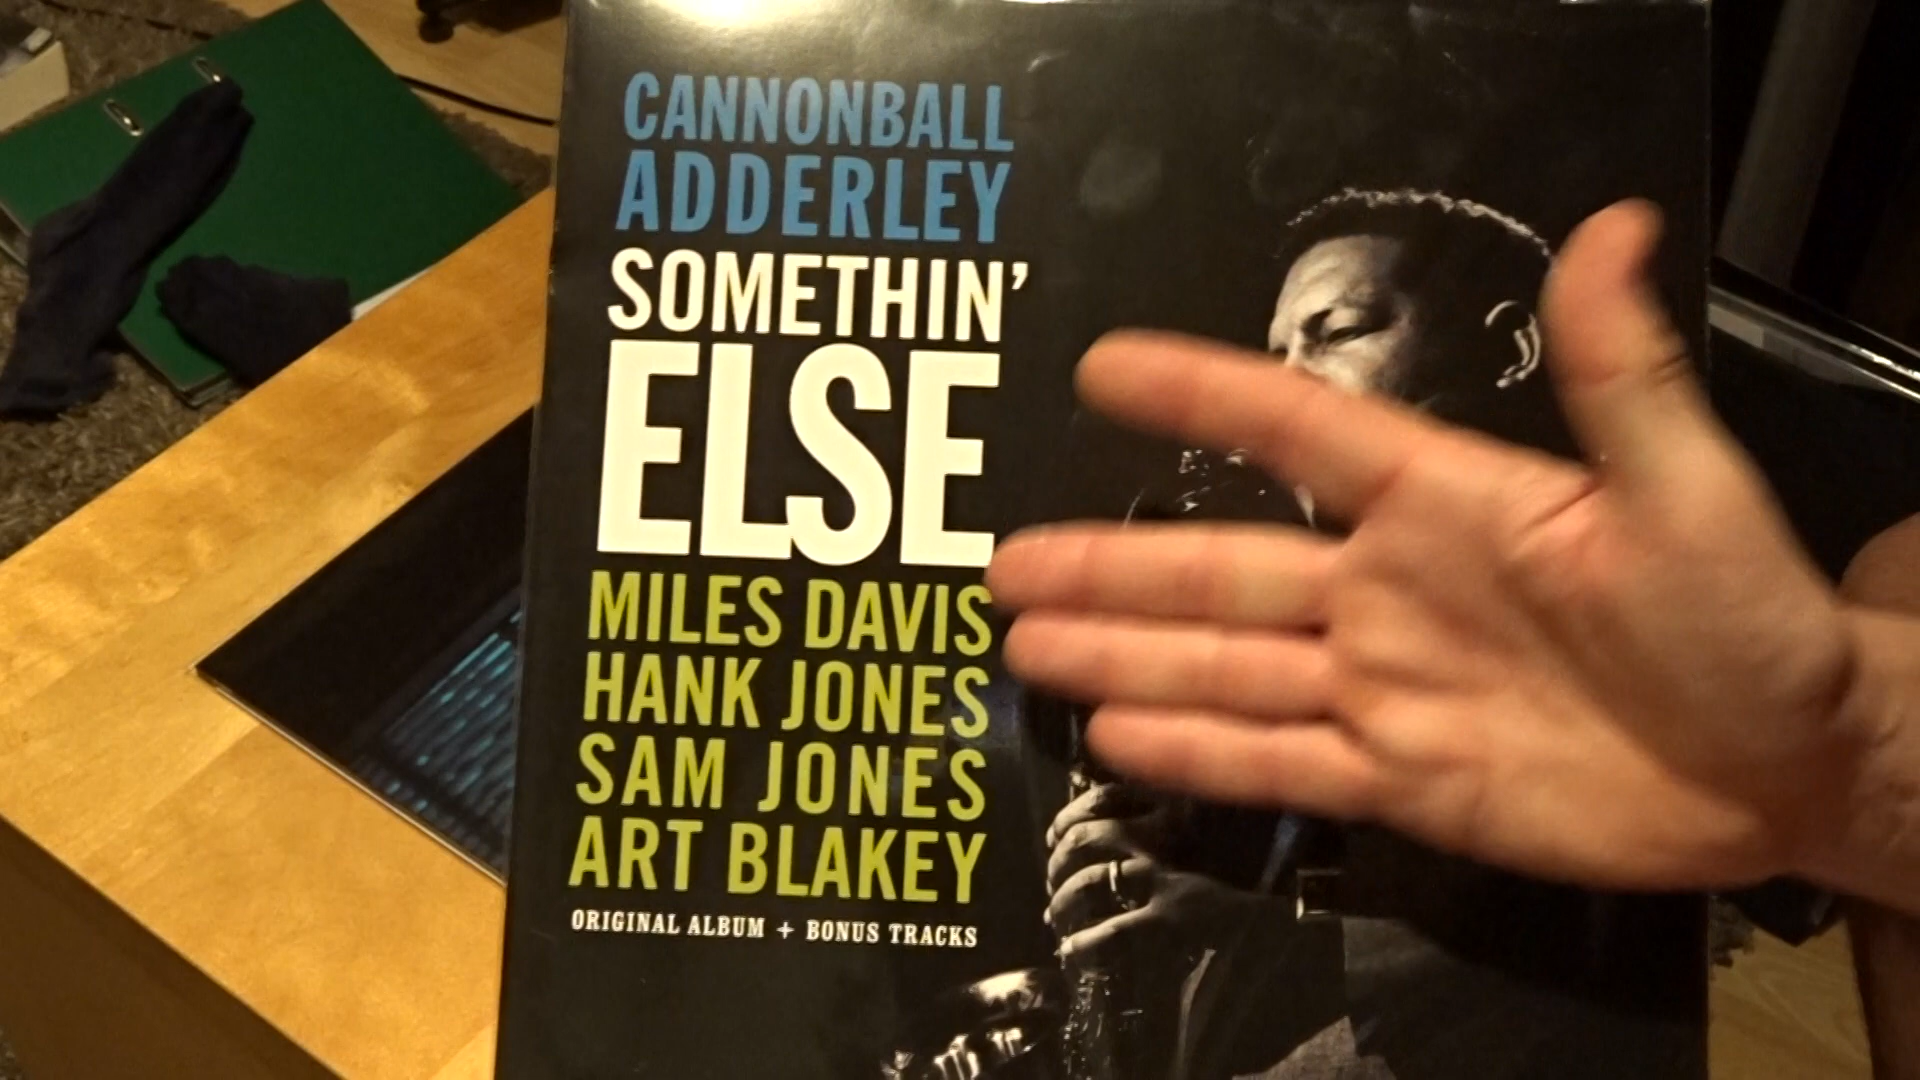 CANNONBALL
ADDERLEY
SOMETHIN'
ELSE
MILES DAVIS
HANK JONES
SAM JONES
ART BLAKEY
ORIGINAL ALBUM + BONUS TRACKS